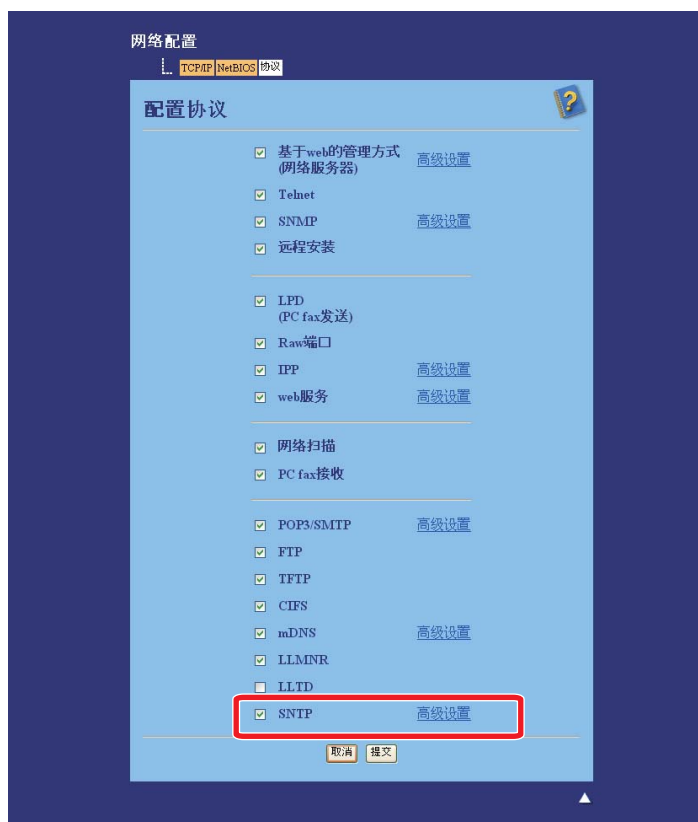 网络配置
TCP/IP NetBIOS 协议
配置协议
基于web的管理方式 高级设置
(网络服务器)
Telnet
SNMP 高级设置
远程安装
LPD
(PC fax发送)
Raw端口
IPP 高级设置
web服务 高级设置
网络扫描
PC fax接收
POP3/SMTP 高级设置
FTP
TFTP
CIFS
mDNS 高级设置
LLMNR
LLTD
SNTP 高级设置
取消 提交